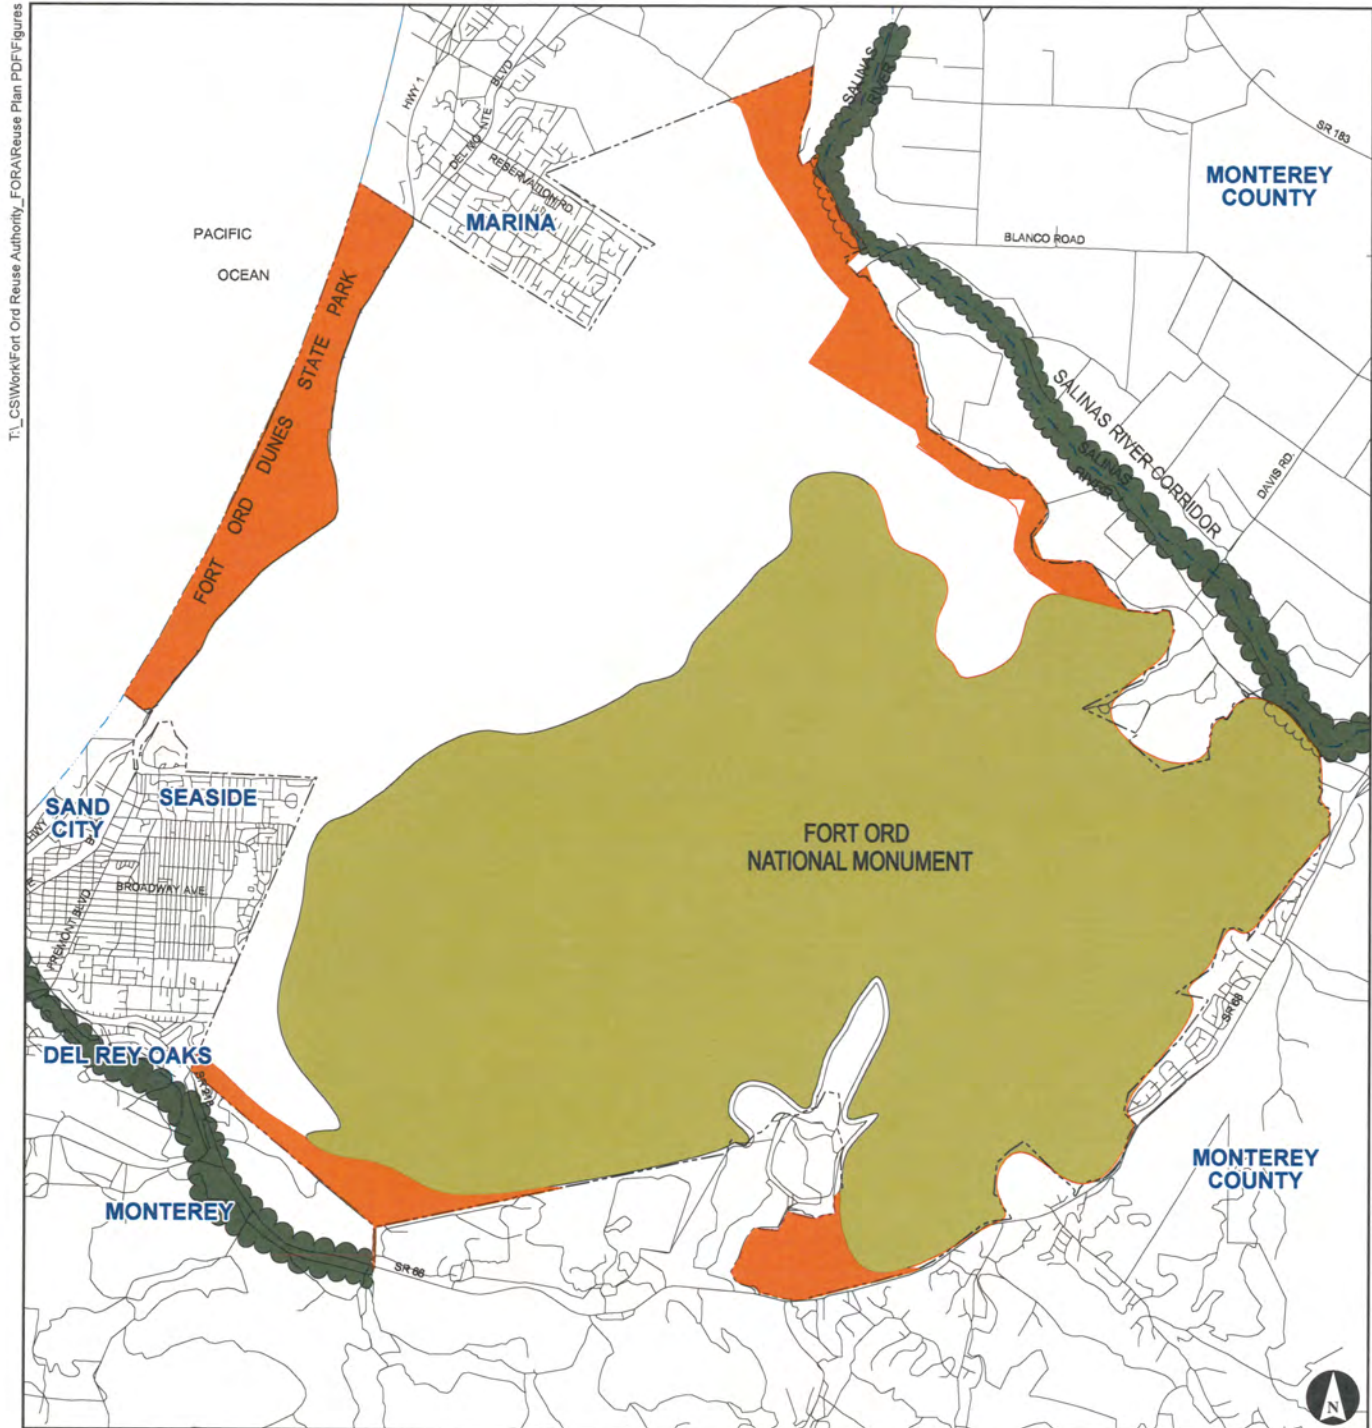 T:\_CS\Work\Fort Ord Reuse Authority_FORA\Reuse Plan PDF\Figures
HWY 1
DEL MONTE BLVD
RESERVATION RD.
MARINA
PACIFIC
OCEAN
SALINAS
RIVER
SR 183
MONTEREY
COUNTY
BLANCO ROAD
FORT ORD DUNES STATE PARK
SALINAS RIVER CORRIDOR
SALINAS
RIVER
DAVIS RD.
SAND
CITY
SEASIDE
HWY
BROADWAY AVE
FREMONT BLVD
FORT ORD
NATIONAL MONUMENT
DEL REY OAKS
SR 68
MONTEREY
SR 68
MONTEREY
COUNTY
N